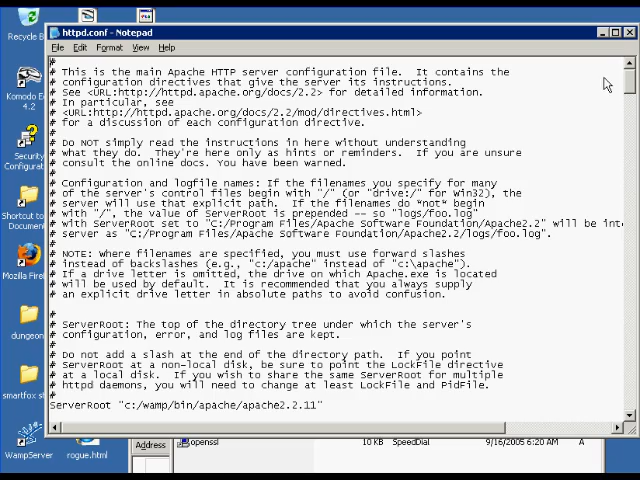 httpd.conf - Notepad
File Edit Format View Help
#
# This is the main Apache HTTP server configuration file. It contains the
# configuration directives that give the server its instructions.
# See <URL:http://httpd.apache.org/docs/2.2> for detailed information.
# In particular, see
# <URL:http://httpd.apache.org/docs/2.2/mod/directives.html>
# for a discussion of each configuration directive.
#
# Do NOT simply read the instructions in here without understanding
# what they do. They're here only as hints or reminders. If you are unsure
# consult the online docs. You have been warned.
#
# Configuration and logfile names: If the filenames you specify for many
# of the server's control files begin with "/" (or "drive:/" for Win32), the
# server will use that explicit path. If the filenames do *not* begin
# with "/", the value of ServerRoot is prepended -- so "logs/foo.log"
# with ServerRoot set to "C:/Program Files/Apache Software Foundation/Apache2.2" will be inte
# server as "C:/Program Files/Apache Software Foundation/Apache2.2/logs/foo.log".
#
# NOTE: Where filenames are specified, you must use forward slashes
# instead of backslashes (e.g., "c:/apache" instead of "c:\apache").
# If a drive letter is omitted, the drive on which Apache.exe is located
# will be used by default. It is recommended that you always supply
# an explicit drive letter in absolute paths to avoid confusion.
#
# ServerRoot: The top of the directory tree under which the server's
# configuration, error, and log files are kept.
#
# Do not add a slash at the end of the directory path. If you point
# ServerRoot at a non-local disk, be sure to point the LockFile directive
# at a local disk. If you wish to share the same ServerRoot for multiple
# httpd daemons, you will need to change at least LockFile and PidFile.
#
ServerRoot "c:/wamp/bin/apache/apache2.2.11"
Recycle
Komodo E
4.2
Security
Configurat
Shortcut to
Documen
Mozilla Firef
dungeon
smartfox s
WampServer
rogue.html
Address
openssl
10 KB
SpeedDial
9/16/2005 6:20 AM
A